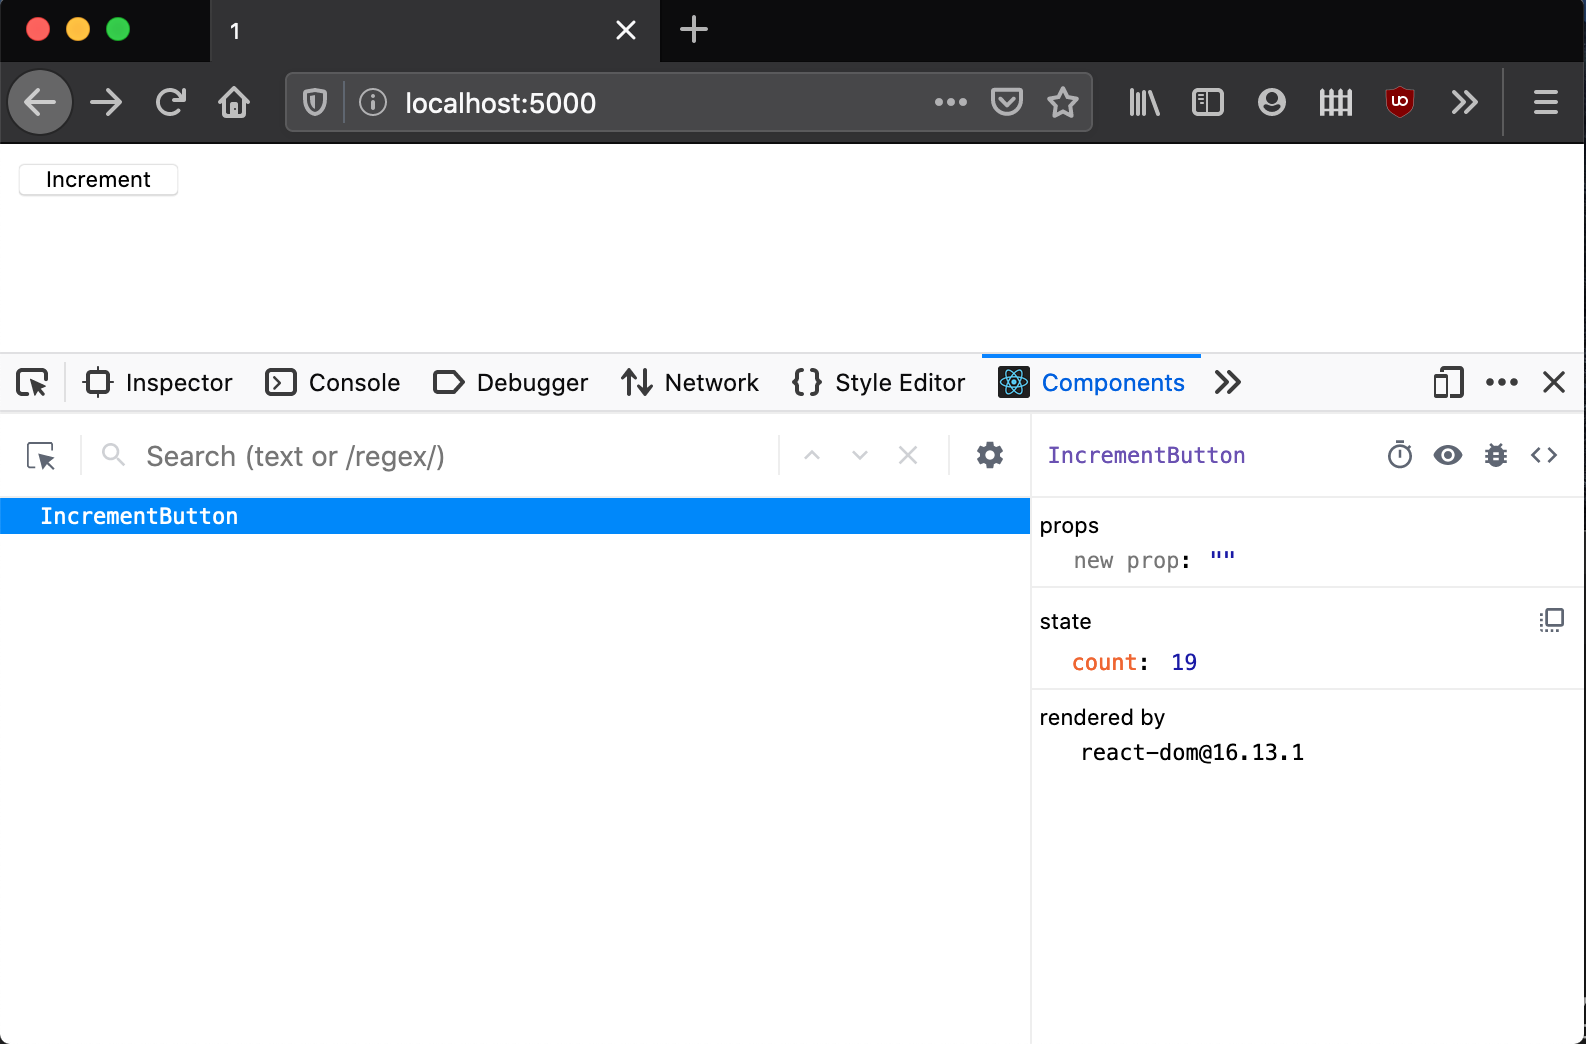 1
localhost:5000
UO
Increment
Inspector Console Debugger Network Style Editor Components
Search (text or /regex/)
IncrementButton
IncrementButton
props
new prop: ""
state
count: 19
rendered by
react-dom@16.13.1